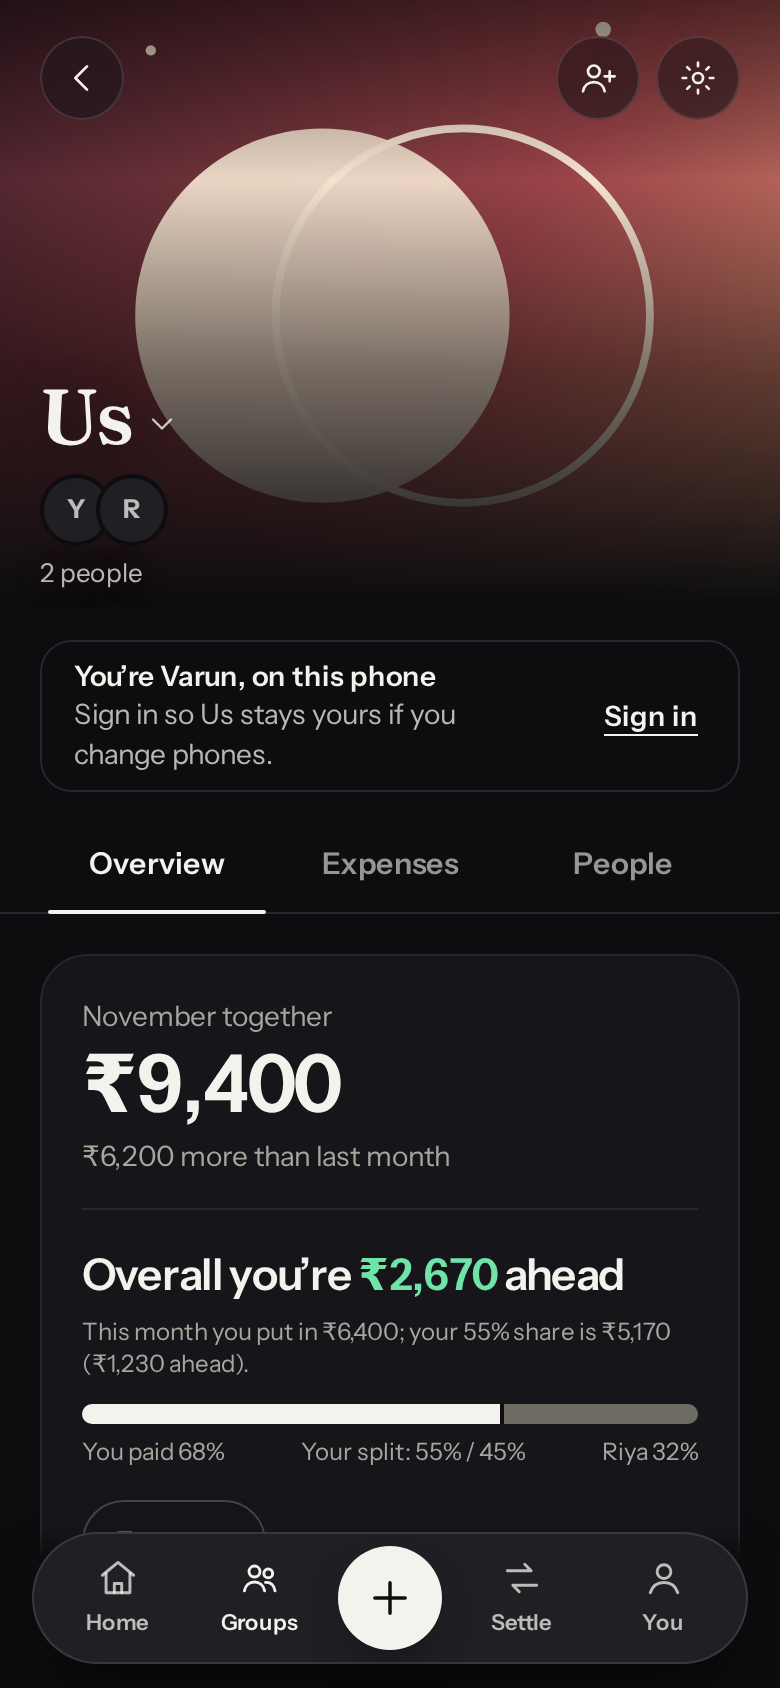 Us
Y R
2 people
You’re Varun, on this phone
Sign in so Us stays yours if you
change phones.
Sign in
Overview Expenses People
November together
₹9,400
₹6,200 more than last month
Overall you’re ₹2,670 ahead
This month you put in ₹6,400; your 55% share is ₹5,170
(₹1,230 ahead).
You paid 68% Your split: 55% / 45% Riya 32%
Home Groups Settle You